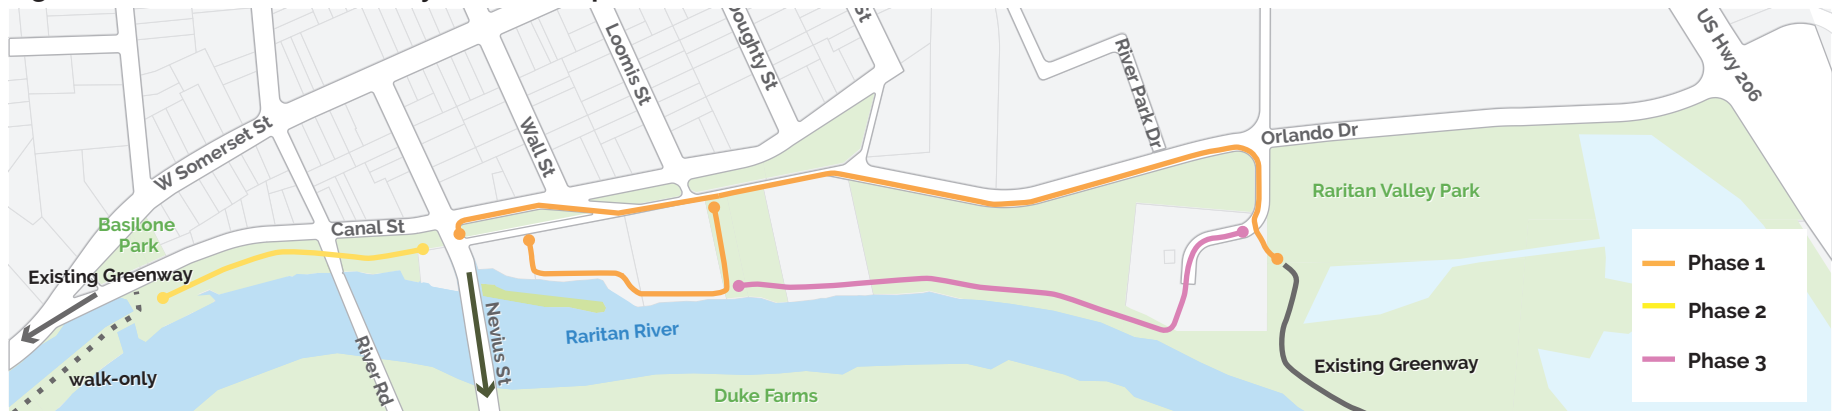 St
Doughty St
Loomis St
US Hwy 206
River Park Dr
W Somerset St
Wall St
Orlando Dr
Raritan Valley Park
Basilone
Park
Canal St
Existing Greenway
Phase 1
Phase 2
Phase 3
Nevius St
Raritan River
River Rd
walk-only
Existing Greenway
Duke Farms